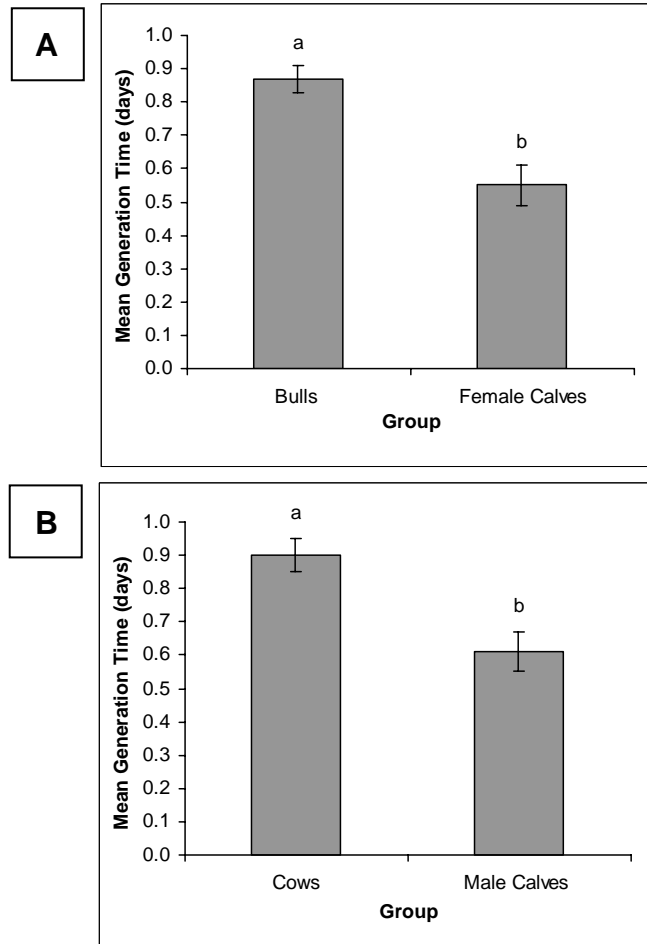 A
Mean Generation Time (days)
1.0
0.9
0.8
0.7
0.6
0.5
0.4
0.3
0.2
0.1
0.0
a
b
Bulls
Female Calves
Group
B
Mean Generation Time (days)
1.0
0.9
0.8
0.7
0.6
0.5
0.4
0.3
0.2
0.1
0.0
a
b
Cows
Male Calves
Group